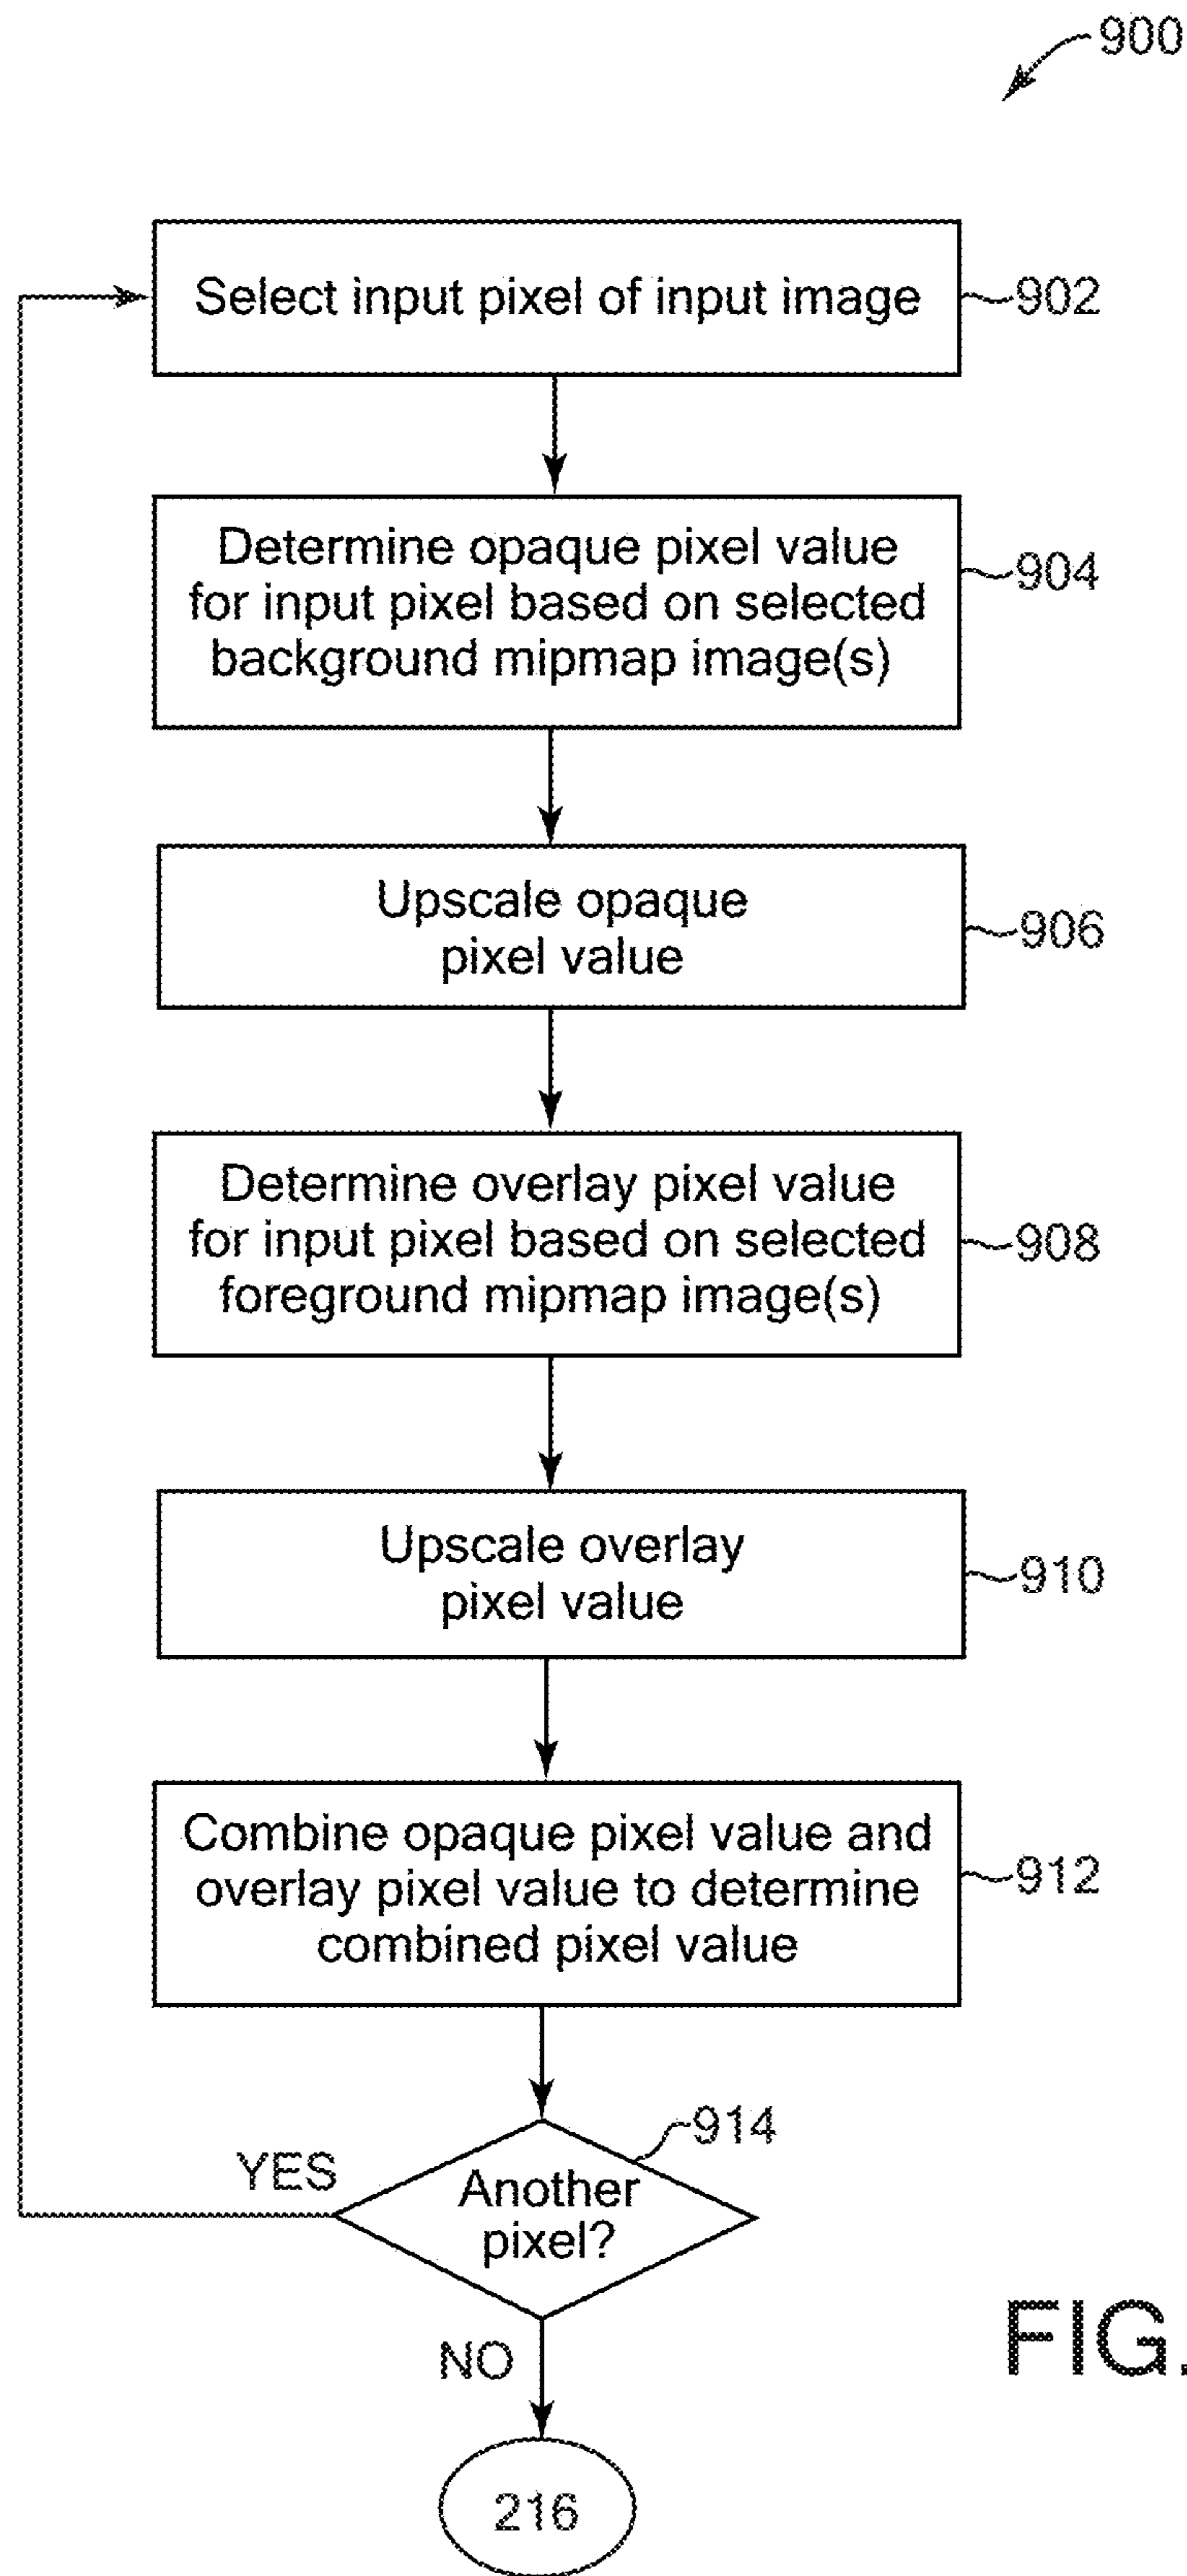 900
Select input pixel of input image
902
Determine opaque pixel value
for input pixel based on selected
background mipmap image(s)
904
Upscale opaque
pixel value
906
Determine overlay pixel value
for input pixel based on selected
foreground mipmap image(s)
908
Upscale overlay
pixel value
910
Combine opaque pixel value and
overlay pixel value to determine
combined pixel value
912
914
YES
Another
pixel?
NO
FIG.
216